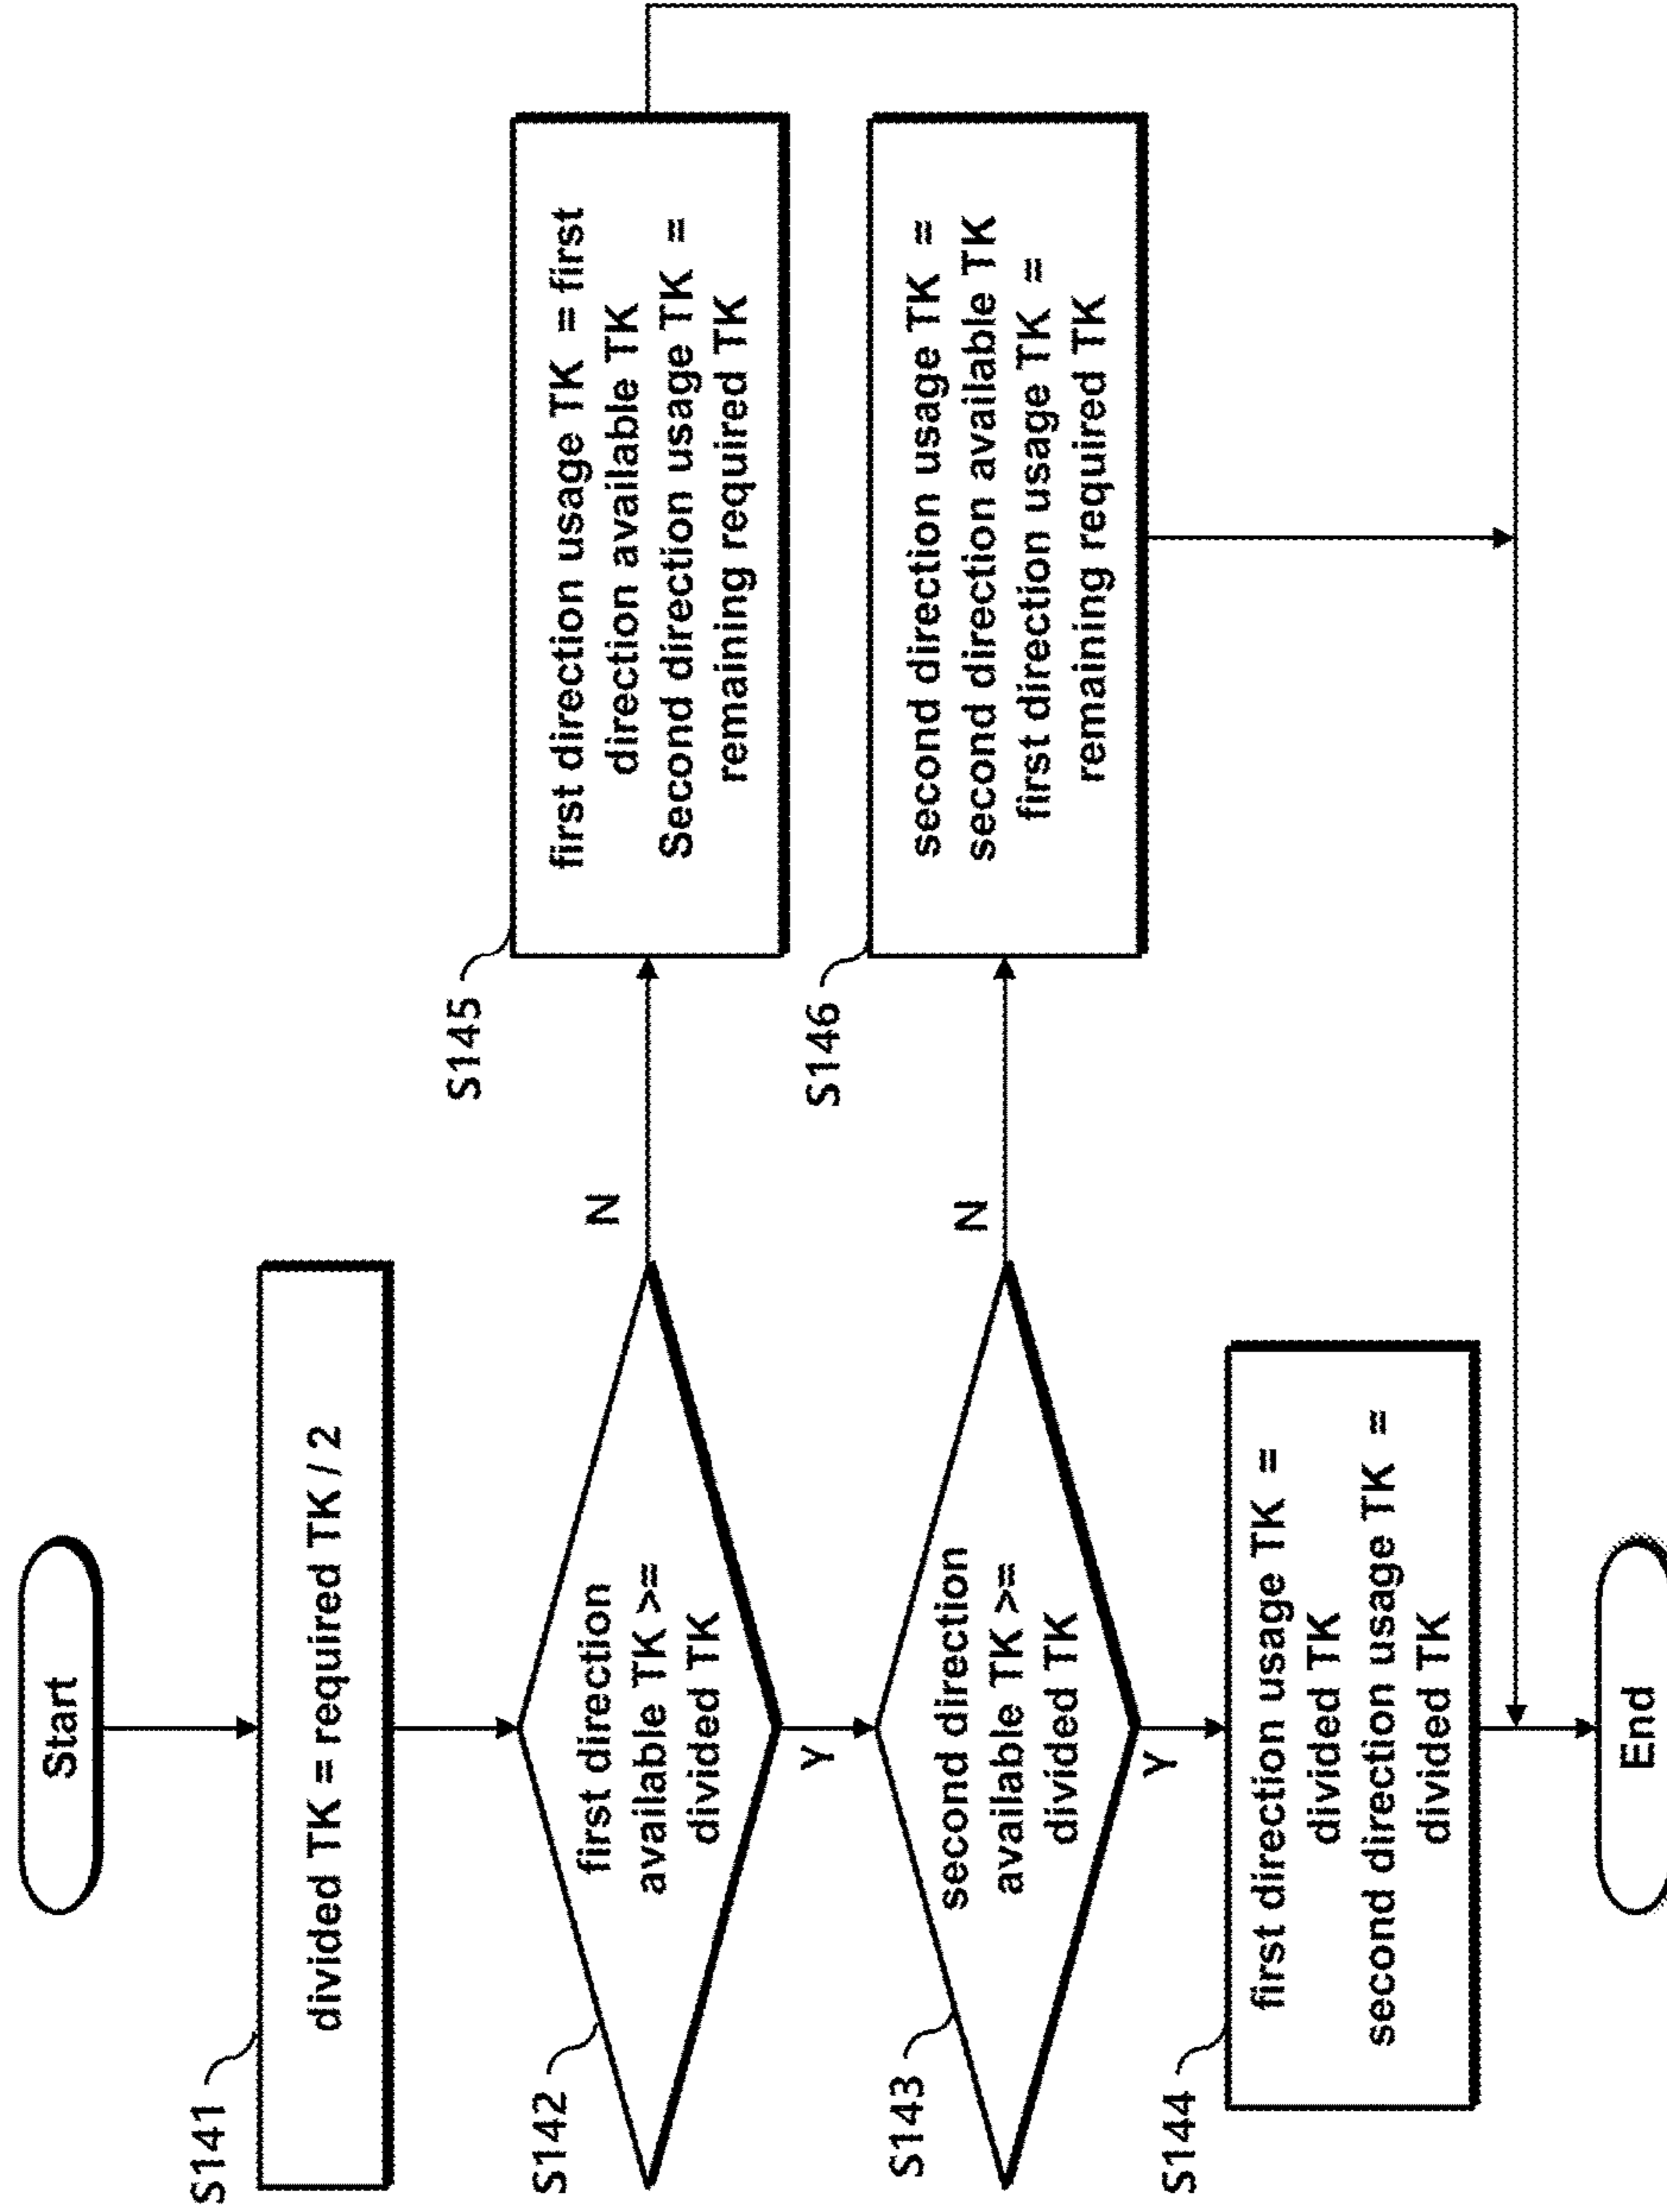 Start
S141
divided TK = required TK / 2
S142
first direction
available TK >=
divided TK
N
Y
S145
first direction usage TK = first
direction available TK
Second direction usage TK =
remaining required TK
S143
second direction
available TK >=
divided TK
N
Y
S146
second direction usage TK =
second direction available TK
first direction usage TK =
remaining required TK
S144
first direction usage TK =
divided TK
second direction usage TK =
divided TK
End